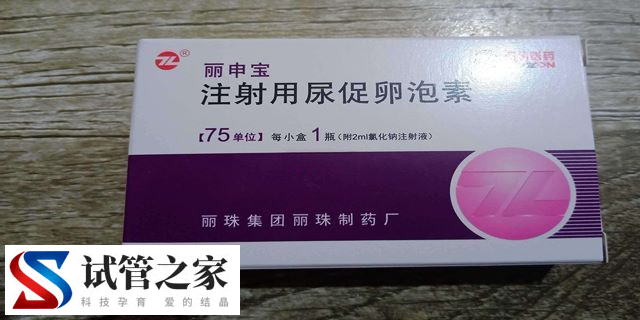 丽申宝
注射用尿促卵泡素
【75单位】每小盒1瓶（附2ml氯化钠注射液）
丽珠集团丽珠制药厂
试管之家
科技孕育 爱的结晶